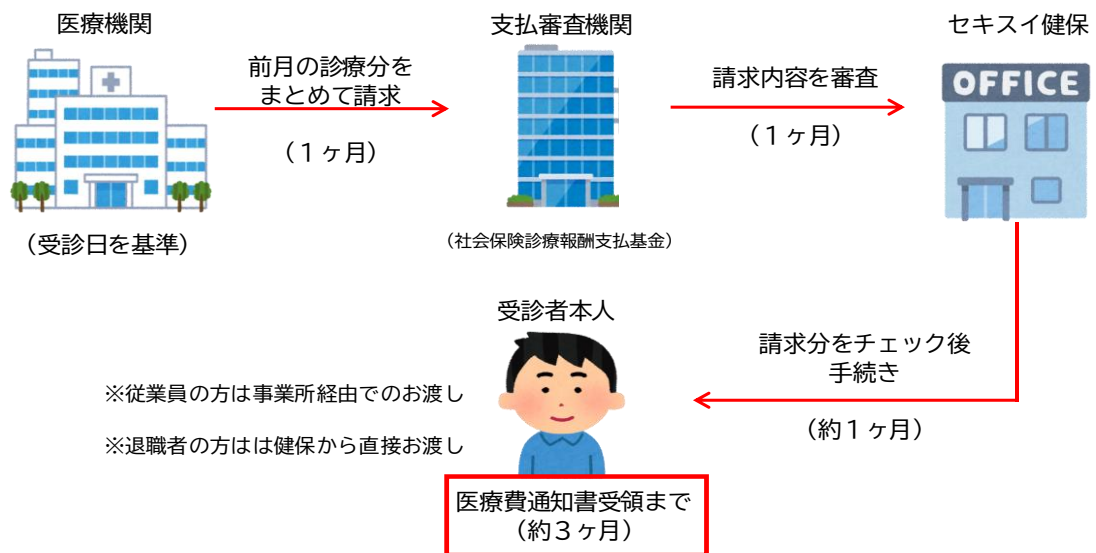 医療機関
支払審査機関
セキスイ健保
前月の診療分を
まとめて請求
（１ヶ月）
請求内容を審査
（１ヶ月）
OFFICE
（受診日を基準）
（社会保険診療報酬支払基金）
受診者本人
請求分をチェック後
手続き
（約１ヶ月）
※従業員の方は事業所経由でのお渡し
※退職者の方はは健保から直接お渡し
医療費通知書受領まで
（約３ヶ月）